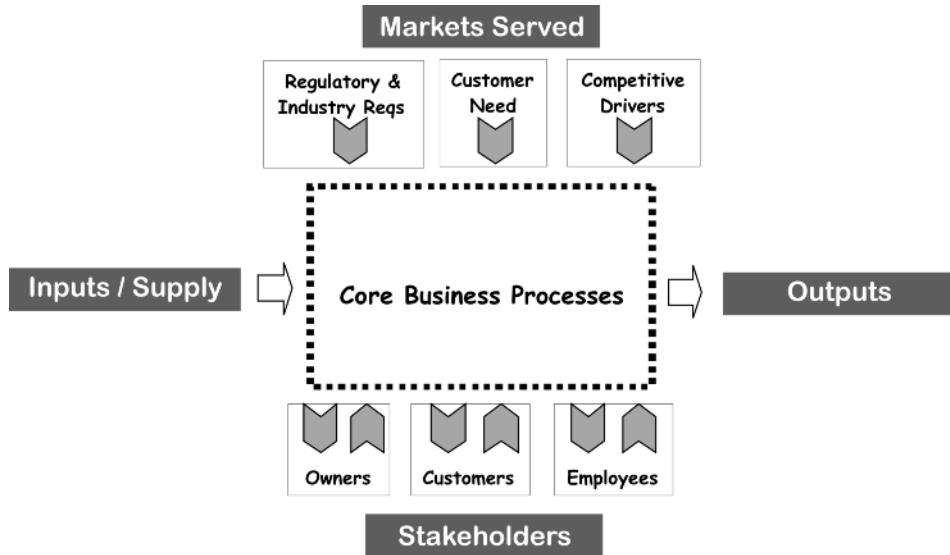 Markets Served
Regulatory &
Industry Reqs
Customer
Need
Competitive
Drivers
Inputs / Supply
Core Business Processes
Outputs
Owners
Customers
Employees
Stakeholders